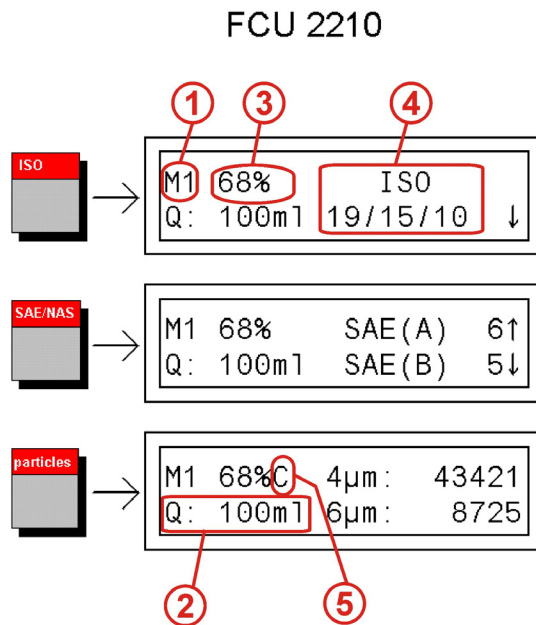 FCU 2210
1 3 4
ISO
M1 68% ISO
Q: 100ml 19/15/10 ↓
SAE/NAS
M1 68% SAE(A) 6↑
Q: 100ml SAE(B) 5↓
particles
M1 68%C 4µm: 43421
Q: 100ml 6µm: 8725
2 5